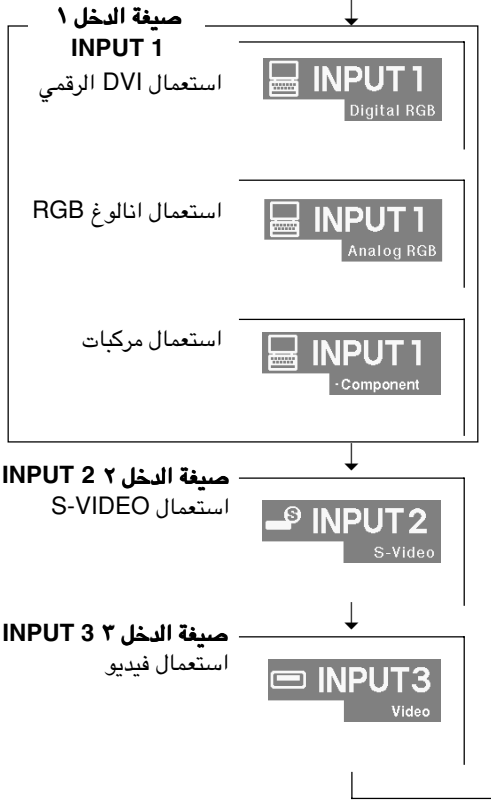 صيغة الدخل ١
INPUT 1
استعمال DVI الرقمي
INPUT 1
Digital RGB
استعمال انالوغ RGB
INPUT 1
Analog RGB
استعمال مركبات
INPUT 1
·Component
صيغة الدخل ٢ INPUT 2
استعمال S-VIDEO
S INPUT 2
S-Video
صيغة الدخل ٣ INPUT 3
استعمال فيديو
INPUT3
Video